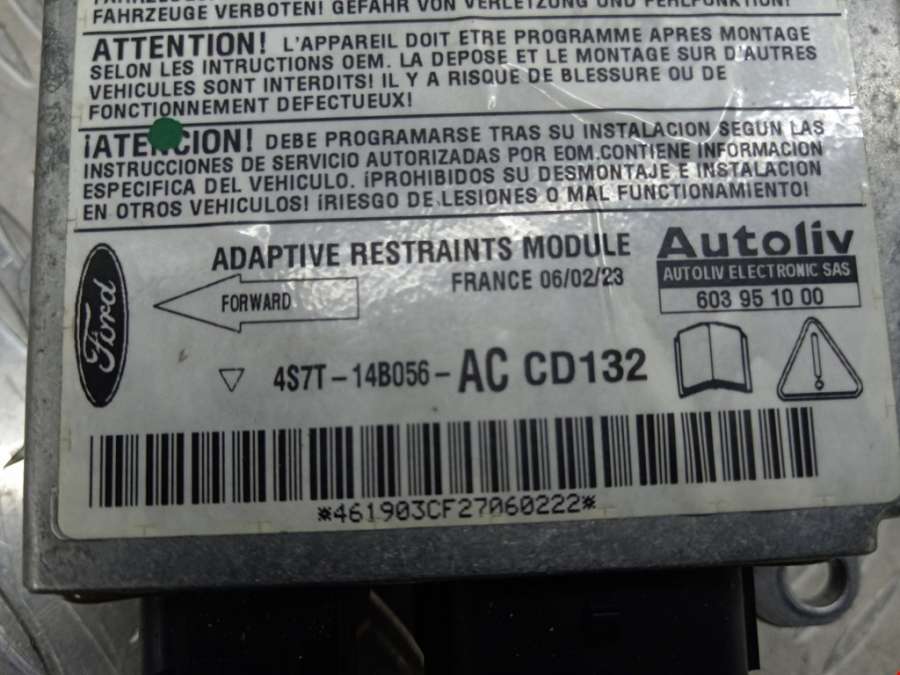 FAHRZEUGE VERBOTEN! GEFAHR VON VERLETZUNG UND FEHLFUNKTION!
ATTENTION! L'APPAREIL DOIT ETRE PROGRAMME APRES MONTAGE
SELON LES INTRUCTIONS OEM. LA DEPOSE ET LE MONTAGE SUR D'AUTRES
VEHICULES SONT INTERDITS! IL Y A RISQUE DE BLESSURE OU DE
FONCTIONNEMENT DEFECTUEUX!
¡ATENCION! DEBE PROGRAMARSE TRAS SU INSTALACION SEGUN LAS
INSTRUCCIONES DE SERVICIO AUTORIZADAS POR EOM.CONTIENE INFORMACION
ESPECIFICA DEL VEHICULO. ¡PROHIBIDOS SU DESMONTAJE E INSTALACION
EN OTROS VEHICULOS! ¡RIESGO DE LESIONES O MAL FUNCIONAMIENTO!
Ford
ADAPTIVE RESTRAINTS MODULE
FRANCE 06/02/23
Autoliv
AUTOLIV ELECTRONIC SAS
603 95 10 00
FORWARD
4S7T-14B056-AC CD132
*461903CF27060222*